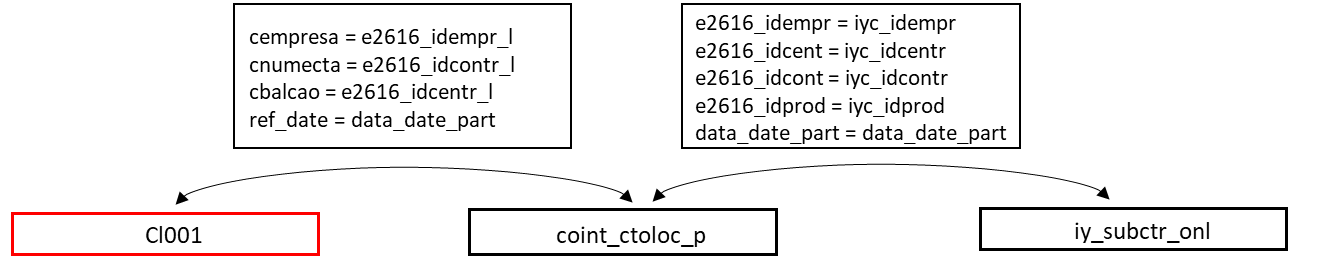 cempresa = e2616_idempr_l
cnumecta = e2616_idcontr_l
cbalcao = e2616_idcentr_l
ref_date = data_date_part
e2616_idempr = iyc_idempr
e2616_idcent = iyc_idcentr
e2616_idcont = iyc_idcontr
e2616_idprod = iyc_idprod
data_date_part = data_date_part
Cl001
coint_ctoloc_p
iy_subctr_onl